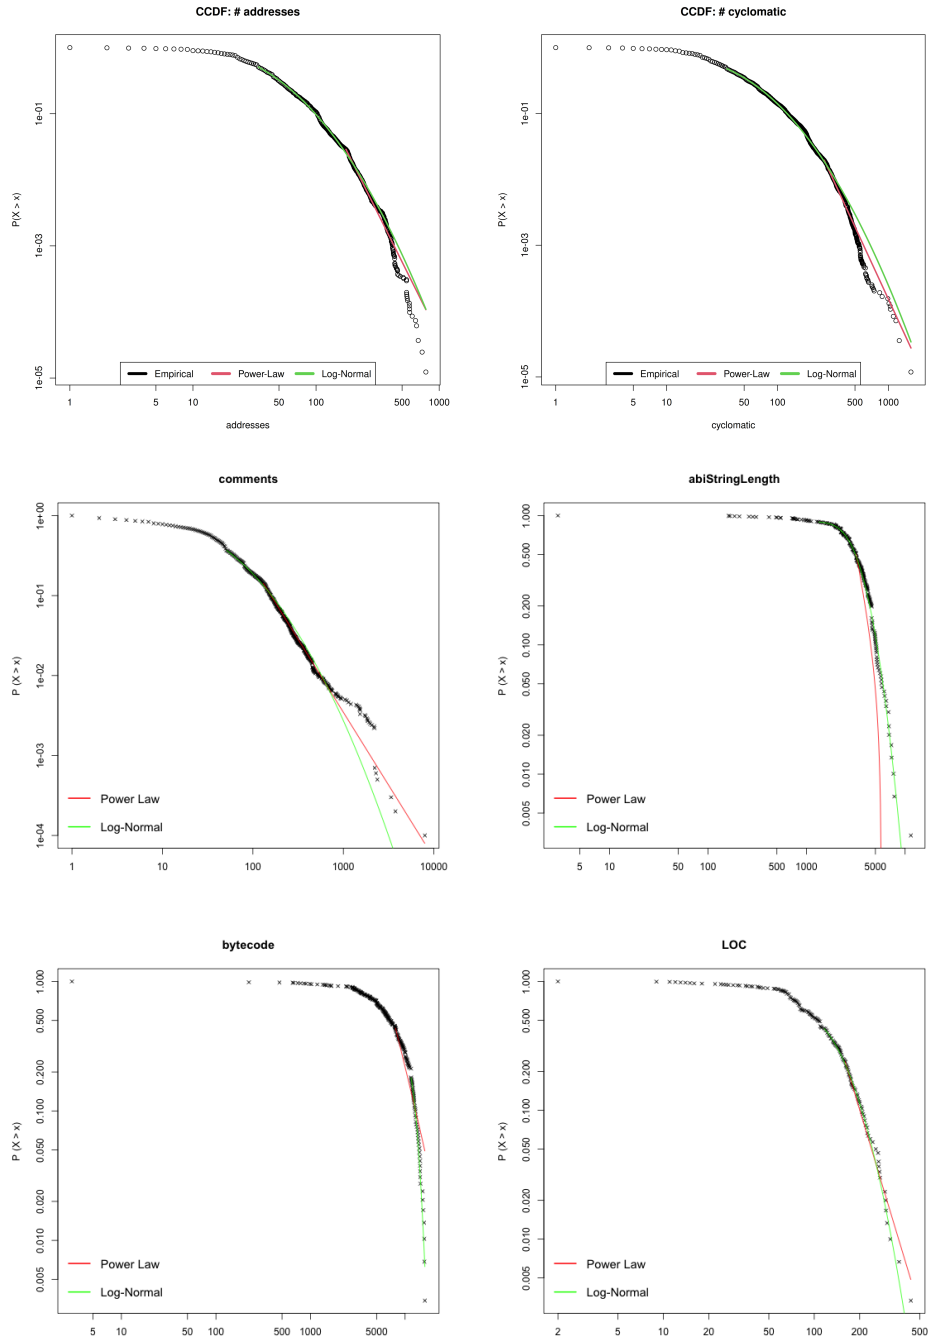 CCDF: # addresses
P(X > x)
1e-01
1e-03
1e-05
Empirical Power-Law Log-Normal
1 5 10 50 100 500 1000
addresses
CCDF: # cyclomatic
P(X > x)
1e-01
1e-03
1e-05
Empirical Power-Law Log-Normal
1 5 10 50 100 500 1000
cyclomatic
comments
P (X > x)
1e+00
1e-01
1e-02
1e-03
1e-04
Power Law
Log-Normal
1 10 100 1000 10000
abiStringLength
P (X > x)
1.000
0.500
0.200
0.100
0.050
0.020
0.010
0.005
Power Law
Log-Normal
5 10 50 100 500 1000 5000
bytecode
P (X > x)
1.000
0.500
0.200
0.100
0.050
0.020
0.010
0.005
Power Law
Log-Normal
5 10 50 100 500 1000 5000
LOC
P (X > x)
1.000
0.500
0.200
0.100
0.050
0.020
0.010
0.005
Power Law
Log-Normal
2 5 10 20 50 100 200 500